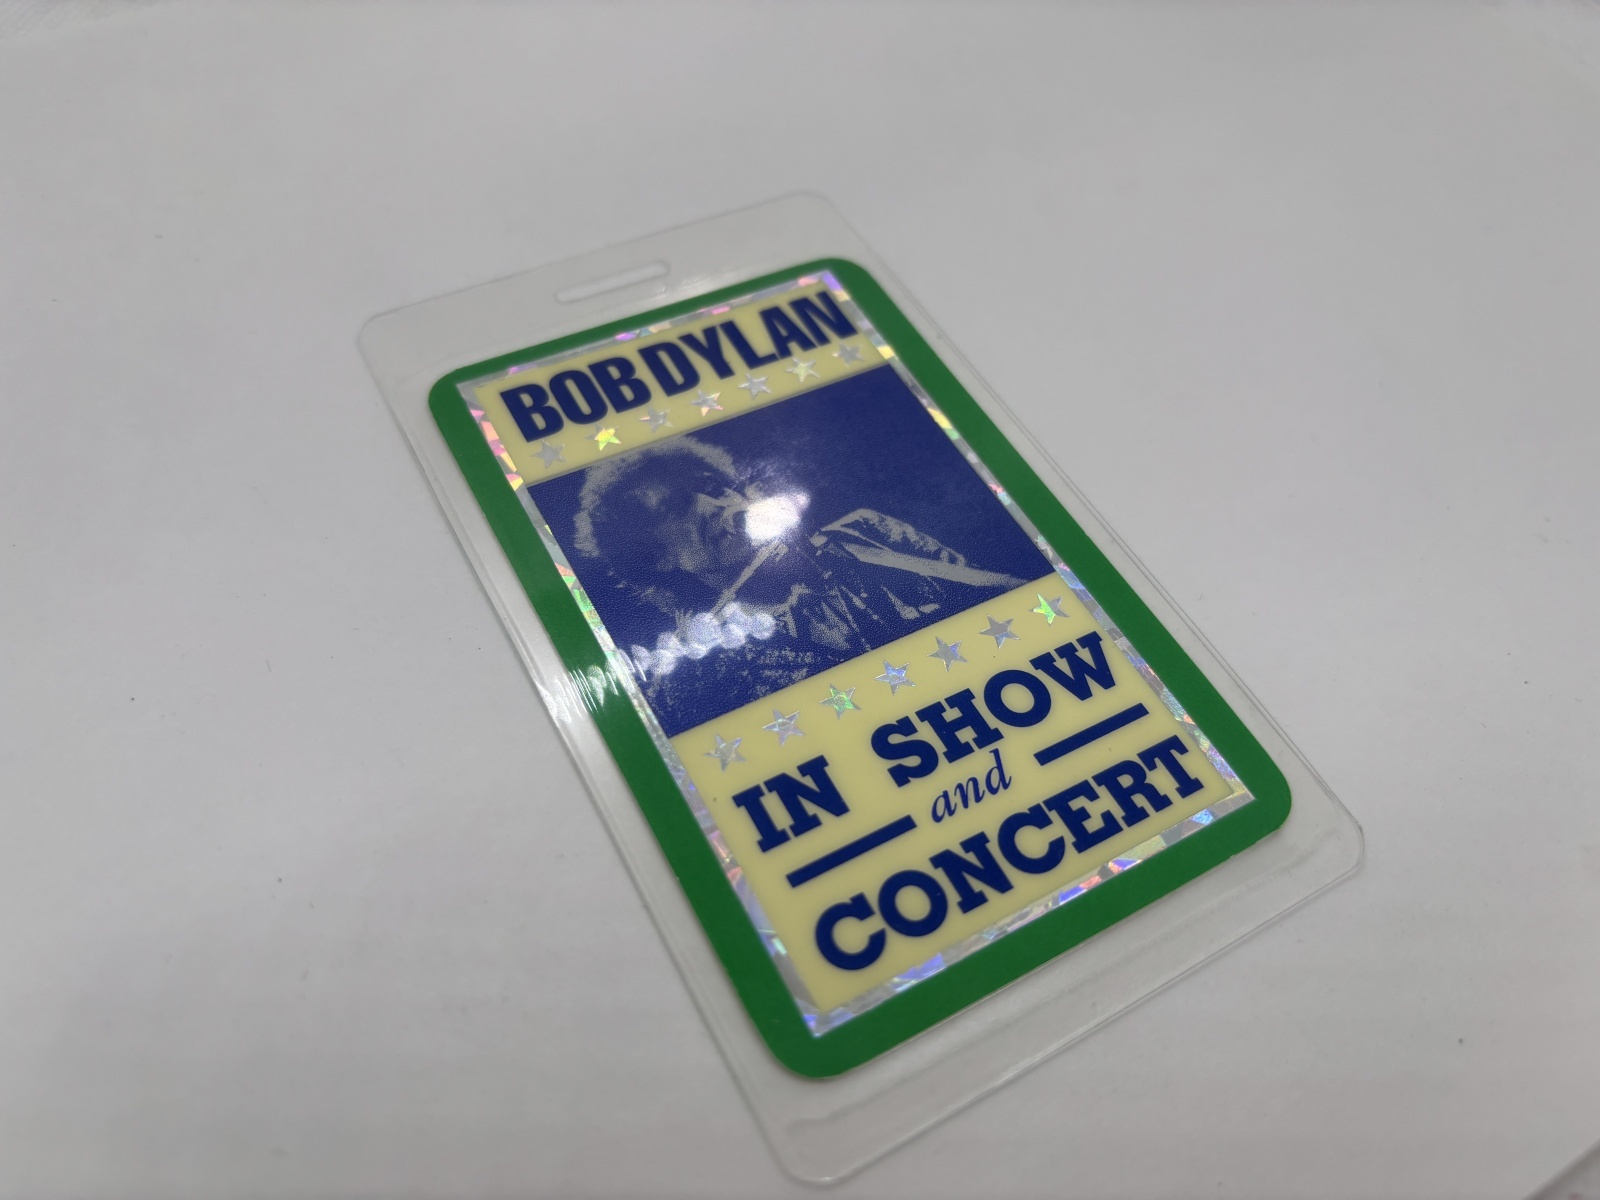 BOB DYLAN
IN SHOW
and
CONCERT